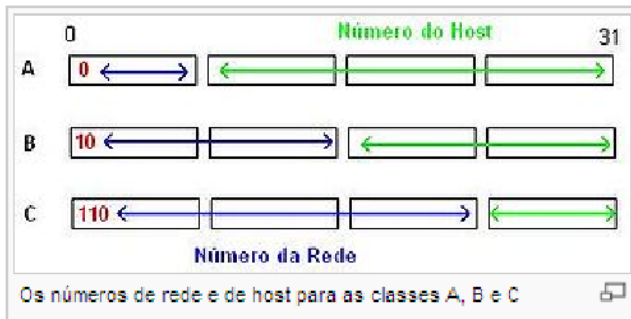 0 Número do Host 31
A 0
B 10
C 110
Número da Rede
Os números de rede e de host para as classes A, B e C